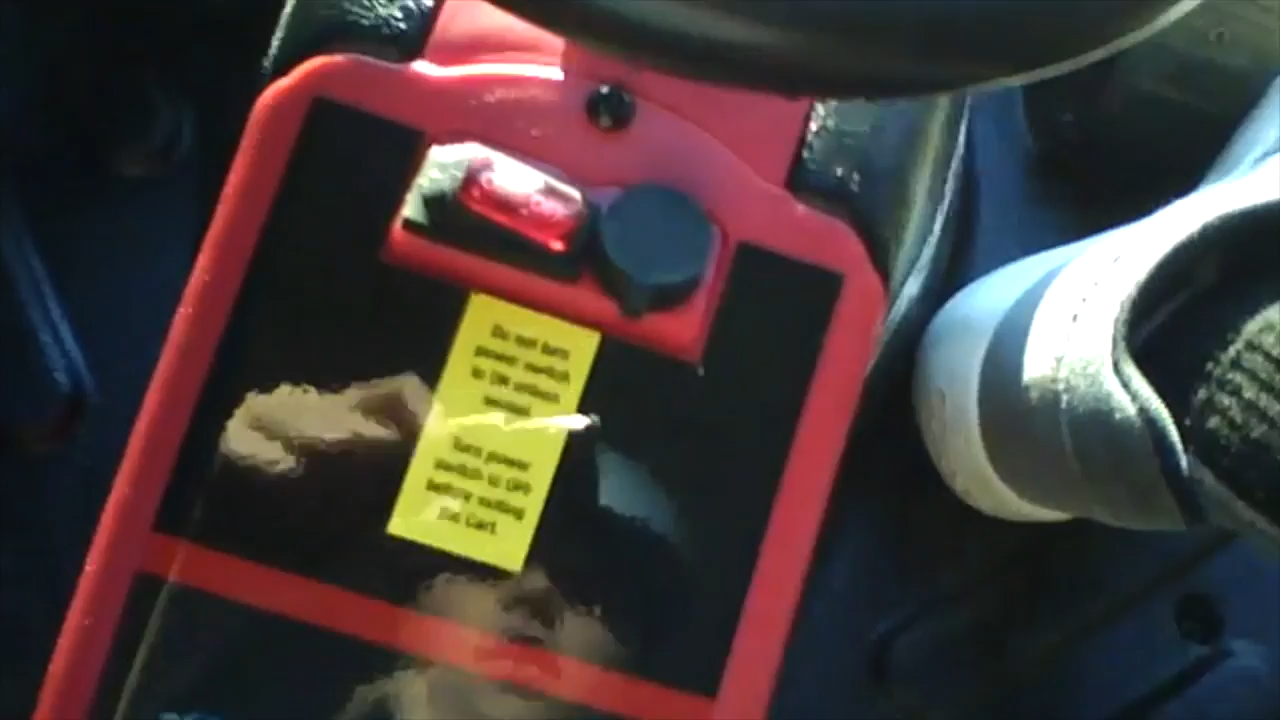 Do not turn
power switch
to ON unless
seated.
Turn power
switch to OFF
before exiting
the Cart.